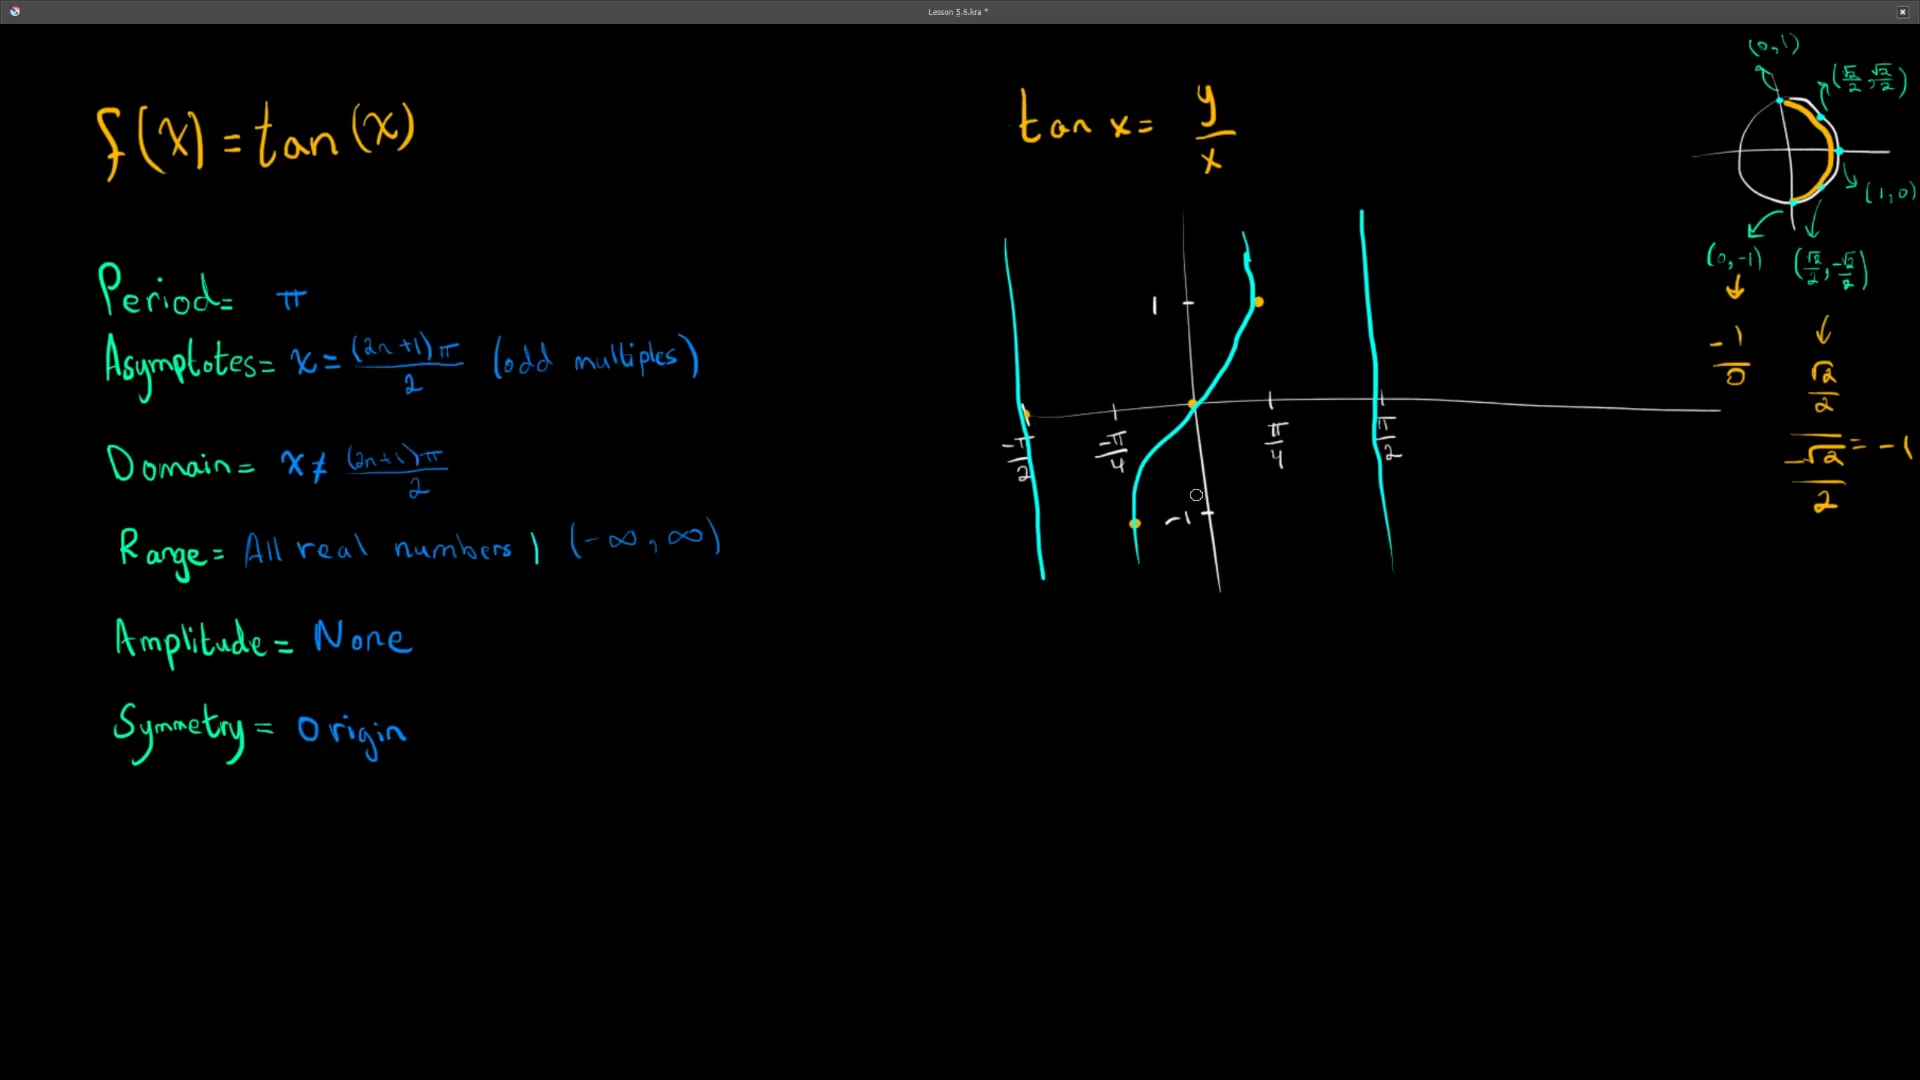 Lesson 5.6.kra *
f(x) = tan(x)
Period = π
Asymptotes = x = (2n+1)π/2 (odd multiples)
Domain = x ≠ (2n+1)π/2
Range = All real numbers, (-∞, ∞)
Amplitude = None
Symmetry = Origin
tan x = y/x
1
-π/2 -π/4 π/4 π/2
-1
(0,1)
(√2/2, √2/2)
(1,0)
(0,-1)
(√2/2, -√2/2)
-1/0
√2/2
/ -√2/2 = -1